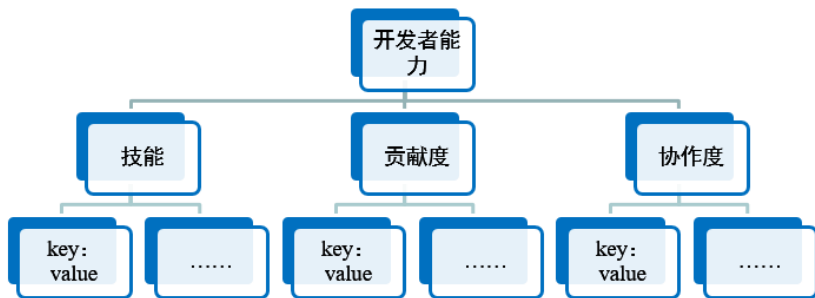 开发者能
力
技能
贡献度
协作度
key：
value
……
key：
value
……
key：
value
……